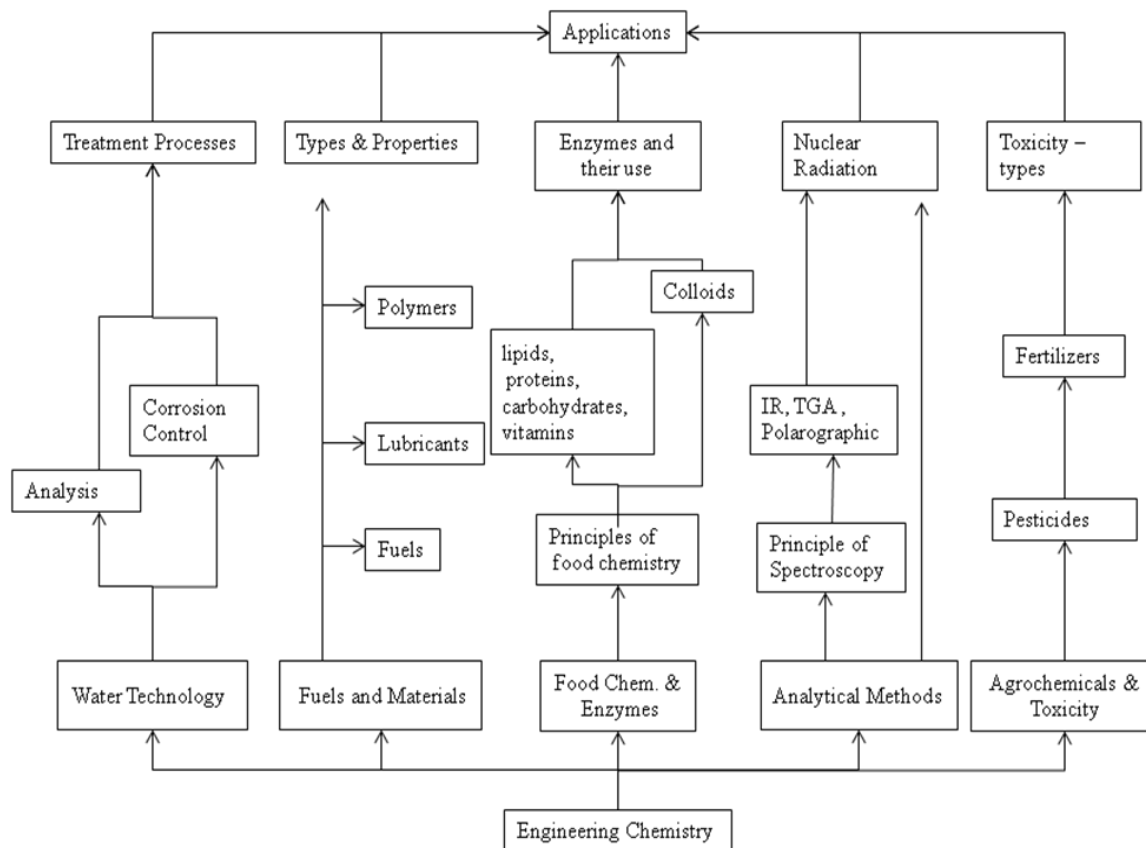 Applications
Treatment Processes
Types & Properties
Enzymes and
their use
Nuclear
Radiation
Toxicity –
types
Colloids
Polymers
lipids,
proteins,
carbohydrates,
vitamins
Fertilizers
Corrosion
Control
IR, TGA ,
Polarographic
Lubricants
Analysis
Pesticides
Principles of
food chemistry
Fuels
Principle of
Spectroscopy
Water Technology
Fuels and Materials
Food Chem. &
Enzymes
Analytical Methods
Agrochemicals &
Toxicity
Engineering Chemistry